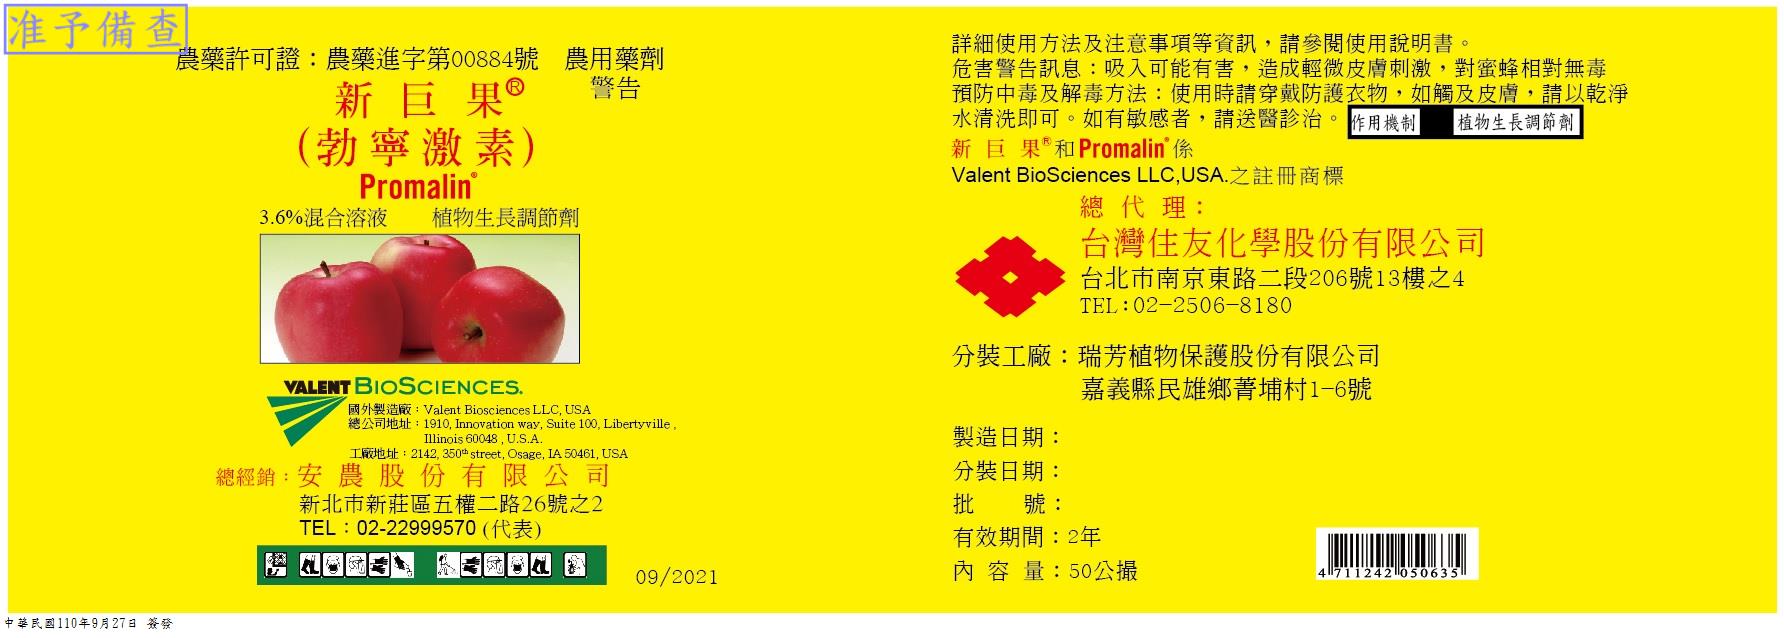 准予備查
農藥許可證：農藥進字第00884號　農用藥劑
警告
新巨果®
(勃寧激素)
Promalin®
3.6%混合溶液　植物生長調節劑
VALENT BIOSCIENCES®
國外製造廠：Valent Biosciences LLC, USA
總公司地址：1910, Innovation way, Suite 100, Libertyville ,
Illinois 60048 , U.S.A.
工廠地址：2142, 350th street, Osage, IA 50461, USA
總經銷：安農股份有限公司
新北市新莊區五權二路26號之2
TEL：02-22999570 (代表)
09/2021
詳細使用方法及注意事項等資訊，請參閱使用說明書。
危害警告訊息：吸入可能有害，造成輕微皮膚刺激，對蜜蜂相對無毒
預防中毒及解毒方法：使用時請穿戴防護衣物，如觸及皮膚，請以乾淨
水清洗即可。如有敏感者，請送醫診治。
作用機制　植物生長調節劑
新巨果®和Promalin®係
Valent BioSciences LLC,USA.之註冊商標
總代理：
台灣住友化學股份有限公司
台北市南京東路二段206號13樓之4
TEL:02-2506-8180
分裝工廠：瑞芳植物保護股份有限公司
嘉義縣民雄鄉菁埔村1-6號
製造日期：
分裝日期：
批　號：
有效期間：2年
內容量：50公撮
4 711242 050635
中華民國110年9月27日 簽發